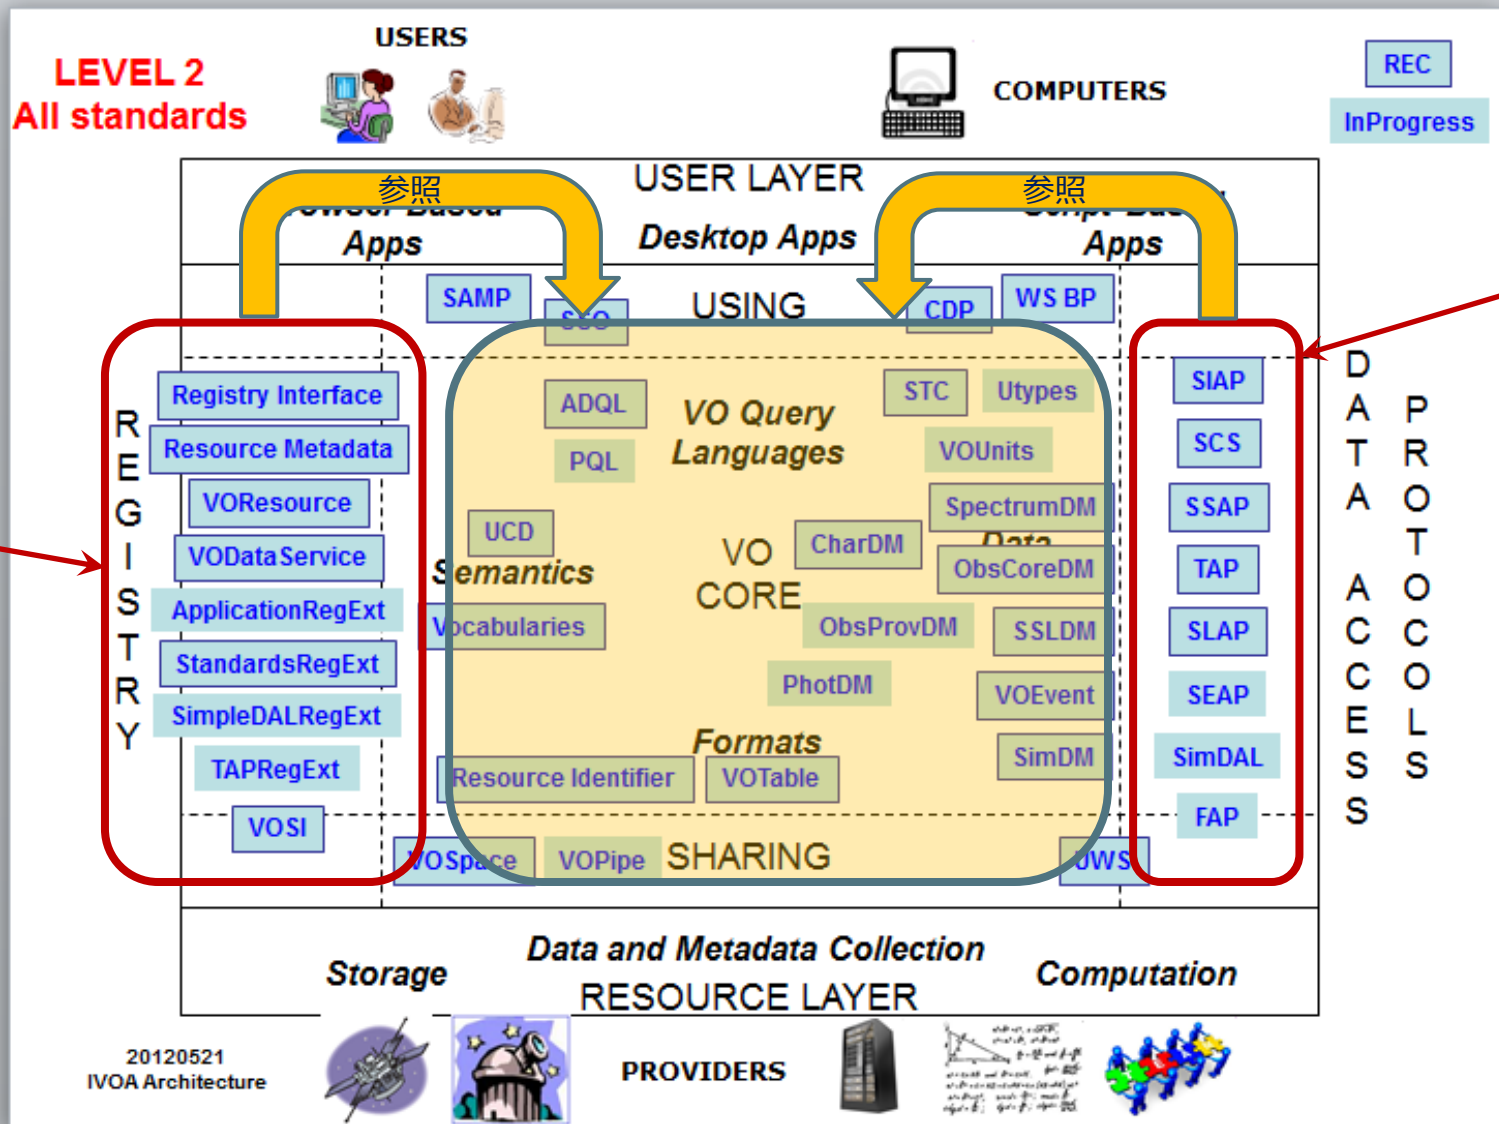 USERS
LEVEL 2
All standards
COMPUTERS
REC
InProgress
USER LAYER
参照
参照
Apps
Desktop Apps
Apps
SAMP
SSO
USING
CDP
WS BP
REGISTRY
Registry Interface
Resource Metadata
VOResource
VODataService
ApplicationRegExt
StandardsRegExt
SimpleDALRegExt
TAPRegExt
VOSI
ADQL
PQL
VO Query
Languages
STC
Utypes
VOUnits
SpectrumDM
UCD
Semantics
Vocabularies
VO
CORE
CharDM
Data
ObsCoreDM
ObsProvDM
SSLDM
PhotDM
VOEvent
Formats
SimDM
Resource Identifier
VOTable
VOSpace
VOPipe
SHARING
UWS
SIAP
SCS
SSAP
TAP
SLAP
SEAP
SimDAL
FAP
DATA ACCESS
PROTOCOLS
Data and Metadata Collection
Storage
Computation
RESOURCE LAYER
20120521
IVOA Architecture
PROVIDERS